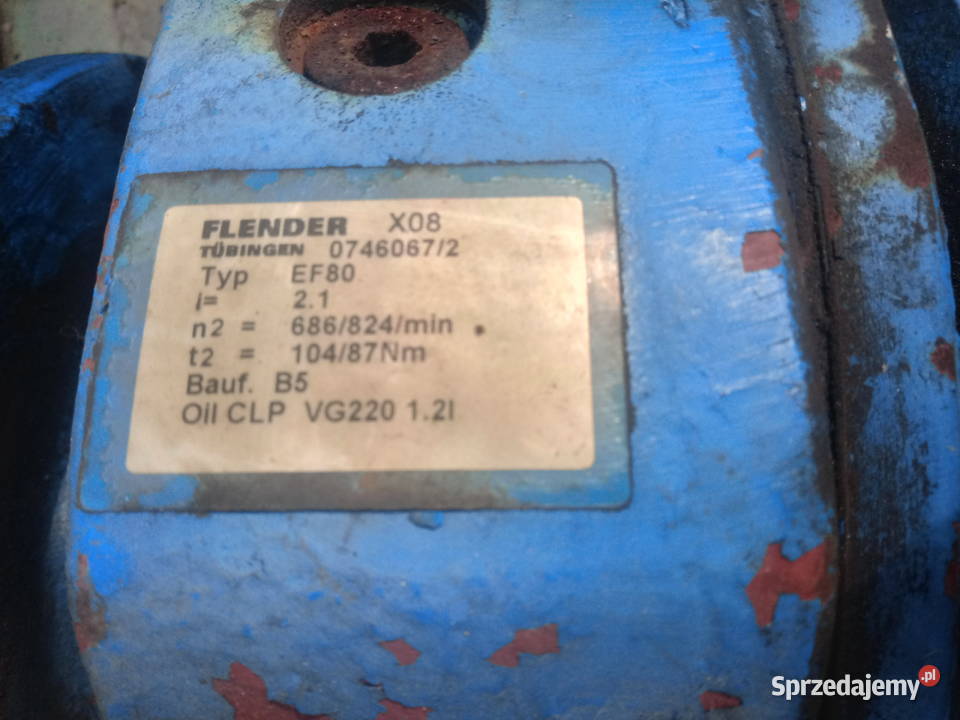 FLENDER X08
TÜBINGEN 0746067/2
Typ EF80
i= 2.1
n2 = 686/824/min
t2 = 104/87Nm
Bauf. B5
Oil CLP VG220 1.2l
Sprzedajemy.pl